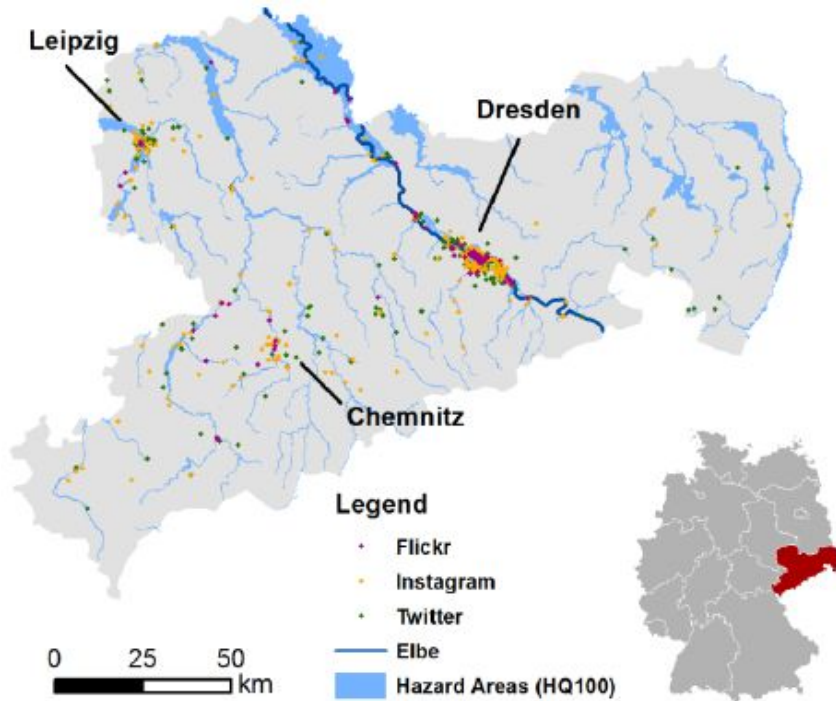 Leipzig
Dresden
Chemnitz
Legend
Flickr
Instagram
Twitter
Elbe
Hazard Areas (HQ100)
0 25 50
km